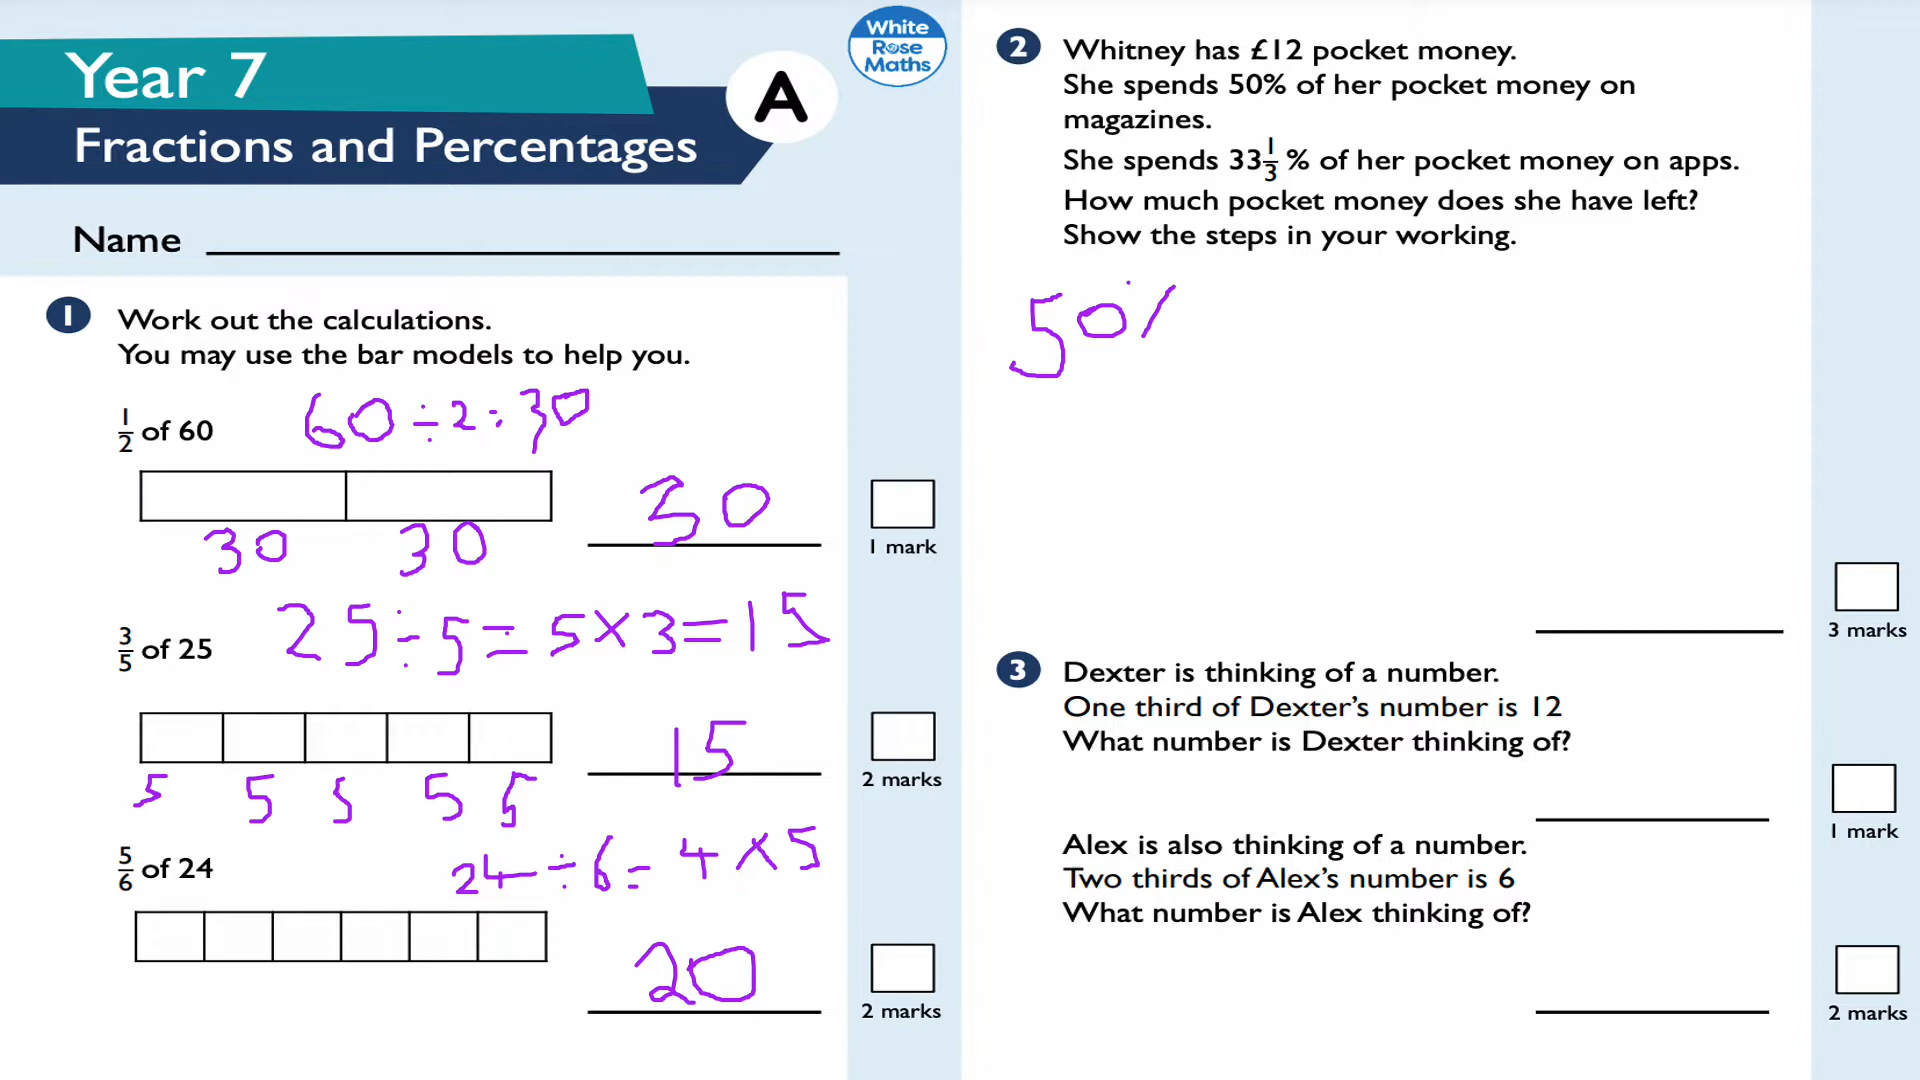 Year 7
Fractions and Percentages
A
White
Rose
Maths
Name
1 Work out the calculations.
You may use the bar models to help you.
1/2 of 60
60 ÷ 2 = 30
30 30
30
1 mark
3/5 of 25
25 ÷ 5 = 5 × 3 = 15
15
2 marks
5 5 5 5 5
5/6 of 24
24 ÷ 6 = 4 × 5
20
2 marks
2 Whitney has £12 pocket money.
She spends 50% of her pocket money on
magazines.
She spends 33 1/3 % of her pocket money on apps.
How much pocket money does she have left?
Show the steps in your working.
50%
3 marks
3 Dexter is thinking of a number.
One third of Dexter's number is 12
What number is Dexter thinking of?
1 mark
Alex is also thinking of a number.
Two thirds of Alex's number is 6
What number is Alex thinking of?
2 marks